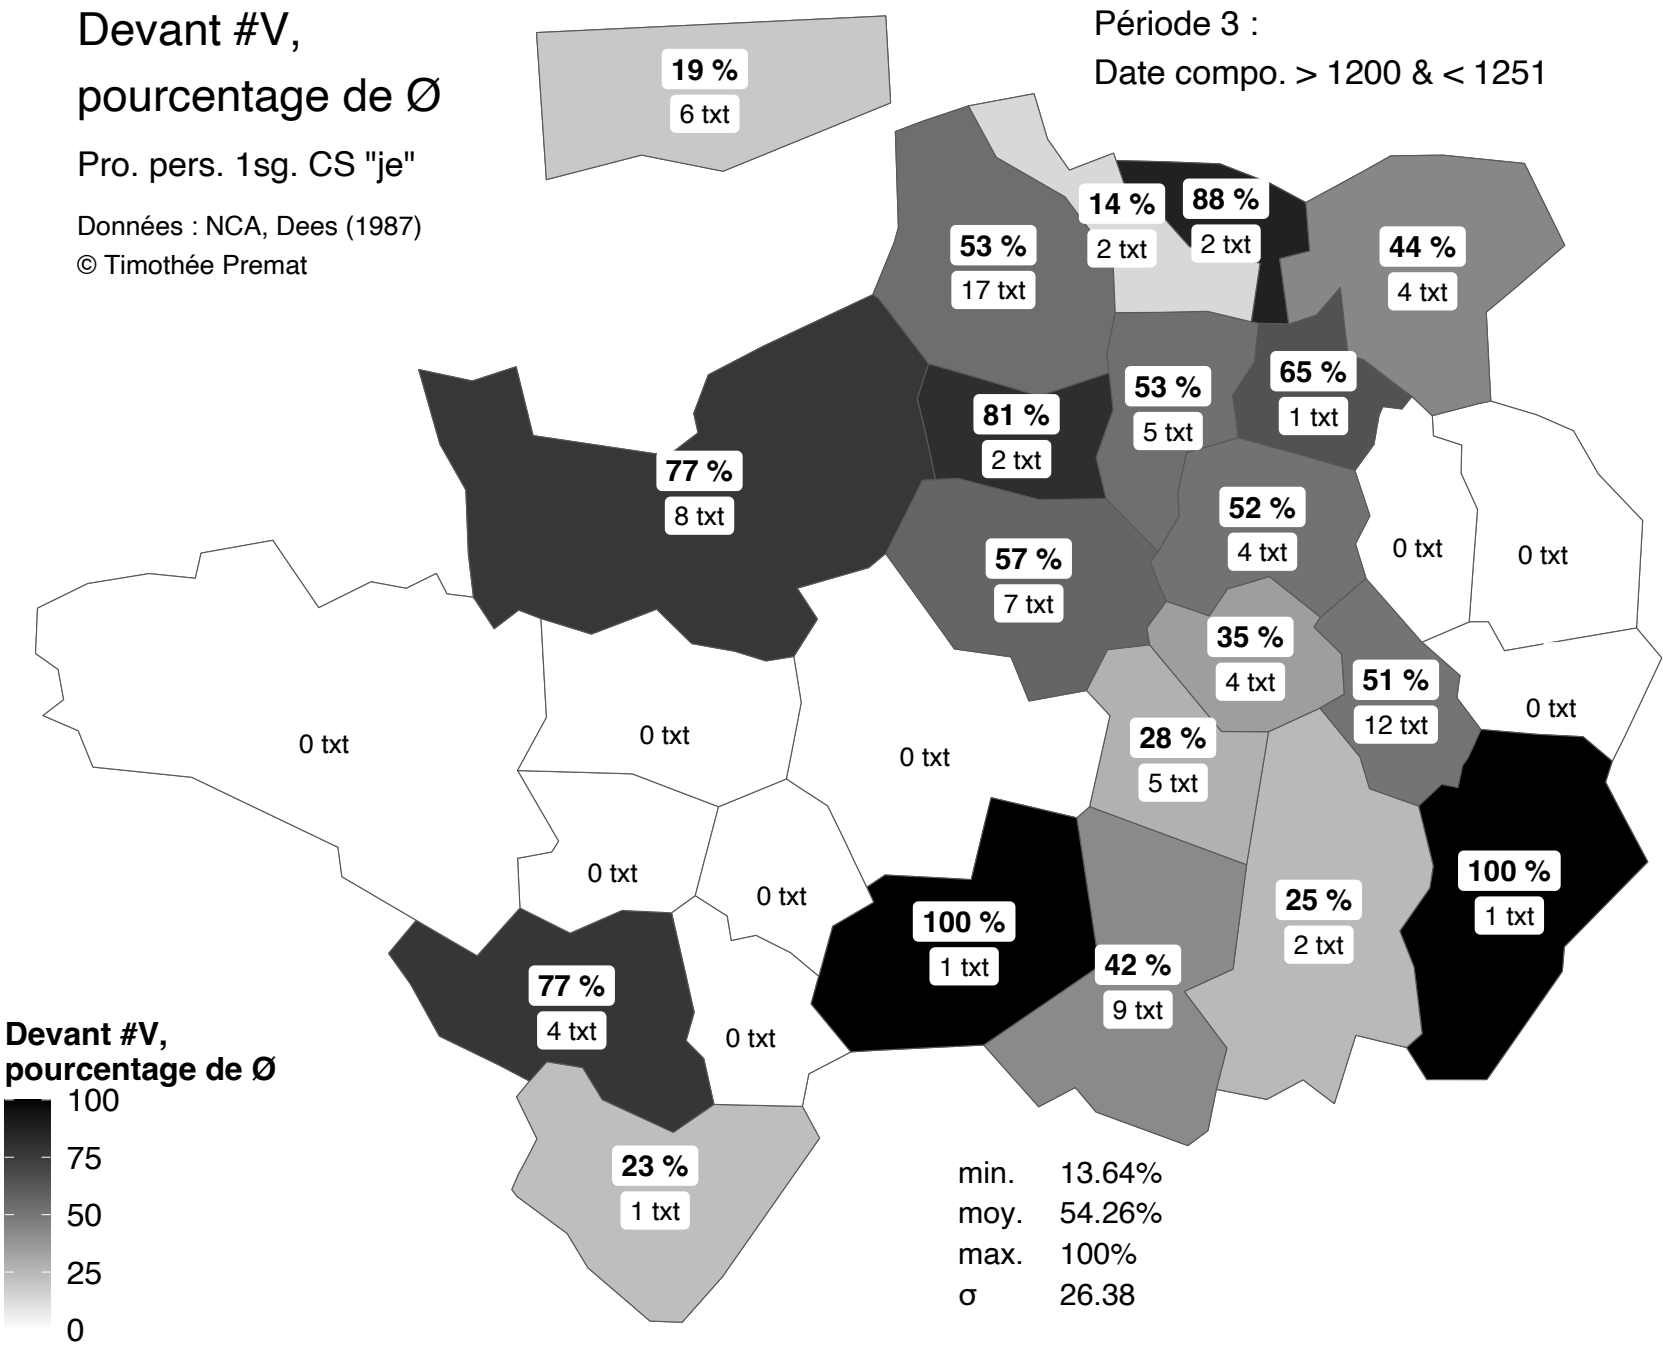 Devant #V,
pourcentage de Ø
Pro. pers. 1sg. CS "je"
Données : NCA, Dees (1987)
© Timothée Premat
Période 3 :
Date compo. > 1200 & < 1251
19 %
6 txt
14 %
2 txt
88 %
2 txt
53 %
17 txt
44 %
4 txt
65 %
1 txt
53 %
5 txt
81 %
2 txt
77 %
8 txt
52 %
4 txt
57 %
7 txt
0 txt
0 txt
35 %
4 txt
51 %
12 txt
0 txt
28 %
5 txt
0 txt
0 txt
0 txt
0 txt
0 txt
100 %
1 txt
25 %
2 txt
100 %
1 txt
42 %
9 txt
77 %
4 txt
0 txt
23 %
1 txt
Devant #V,
pourcentage de Ø
100
75
50
25
0
min. 13.64%
moy. 54.26%
max. 100%
σ 26.38